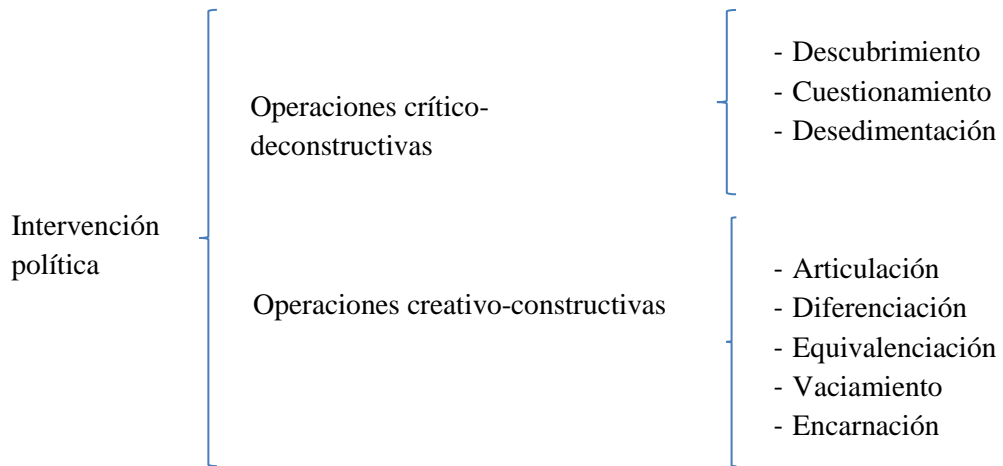 Intervención
política
Operaciones crítico-
deconstructivas
- Descubrimiento
- Cuestionamiento
- Desedimentación
Operaciones creativo-constructivas
- Articulación
- Diferenciación
- Equivalenciación
- Vaciamiento
- Encarnación